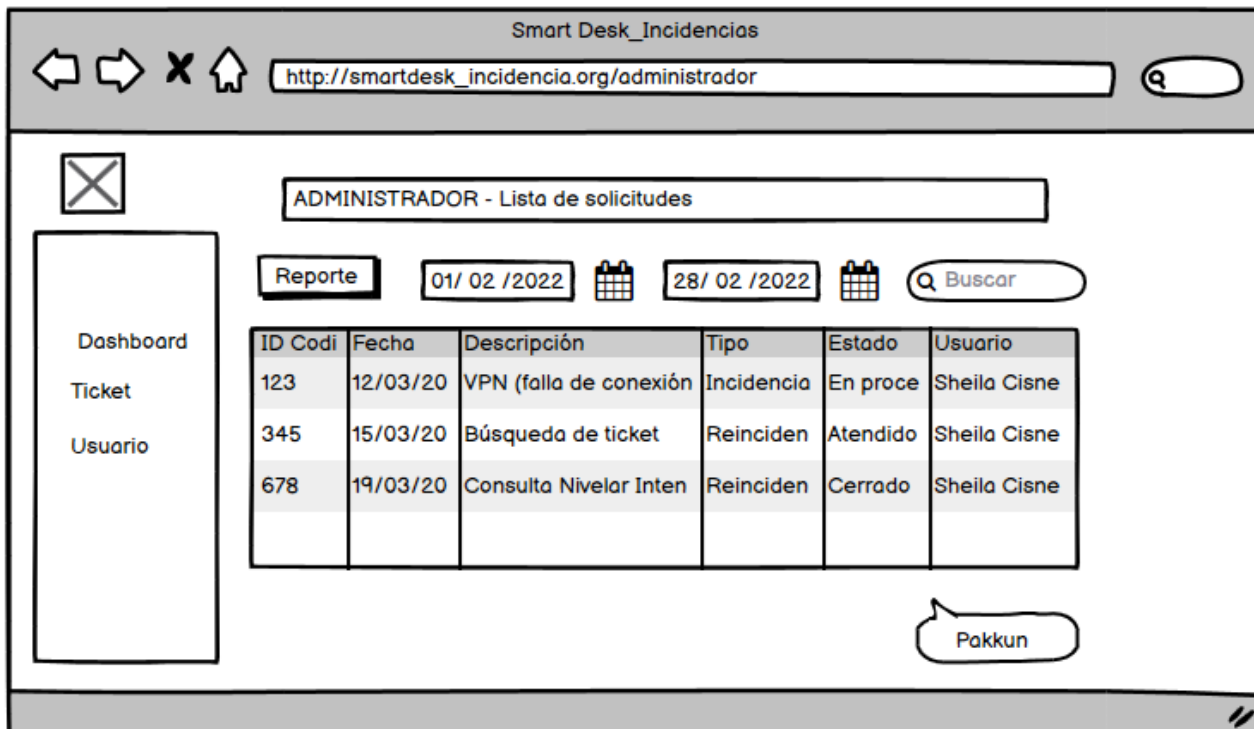 Smart Desk_Incidencias
http://smartdesk_incidencia.org/administrador
ADMINISTRADOR - Lista de solicitudes
Reporte 01/ 02 /2022 28/ 02 /2022 Buscar
Dashboard
Ticket
Usuario
ID Codi Fecha Descripción Tipo Estado Usuario
123 12/03/20 VPN (falla de conexión Incidencia En proce Sheila Cisne
345 15/03/20 Búsqueda de ticket Reinciden Atendido Sheila Cisne
678 19/03/20 Consulta Nivelar Inten Reinciden Cerrado Sheila Cisne
Pakkun